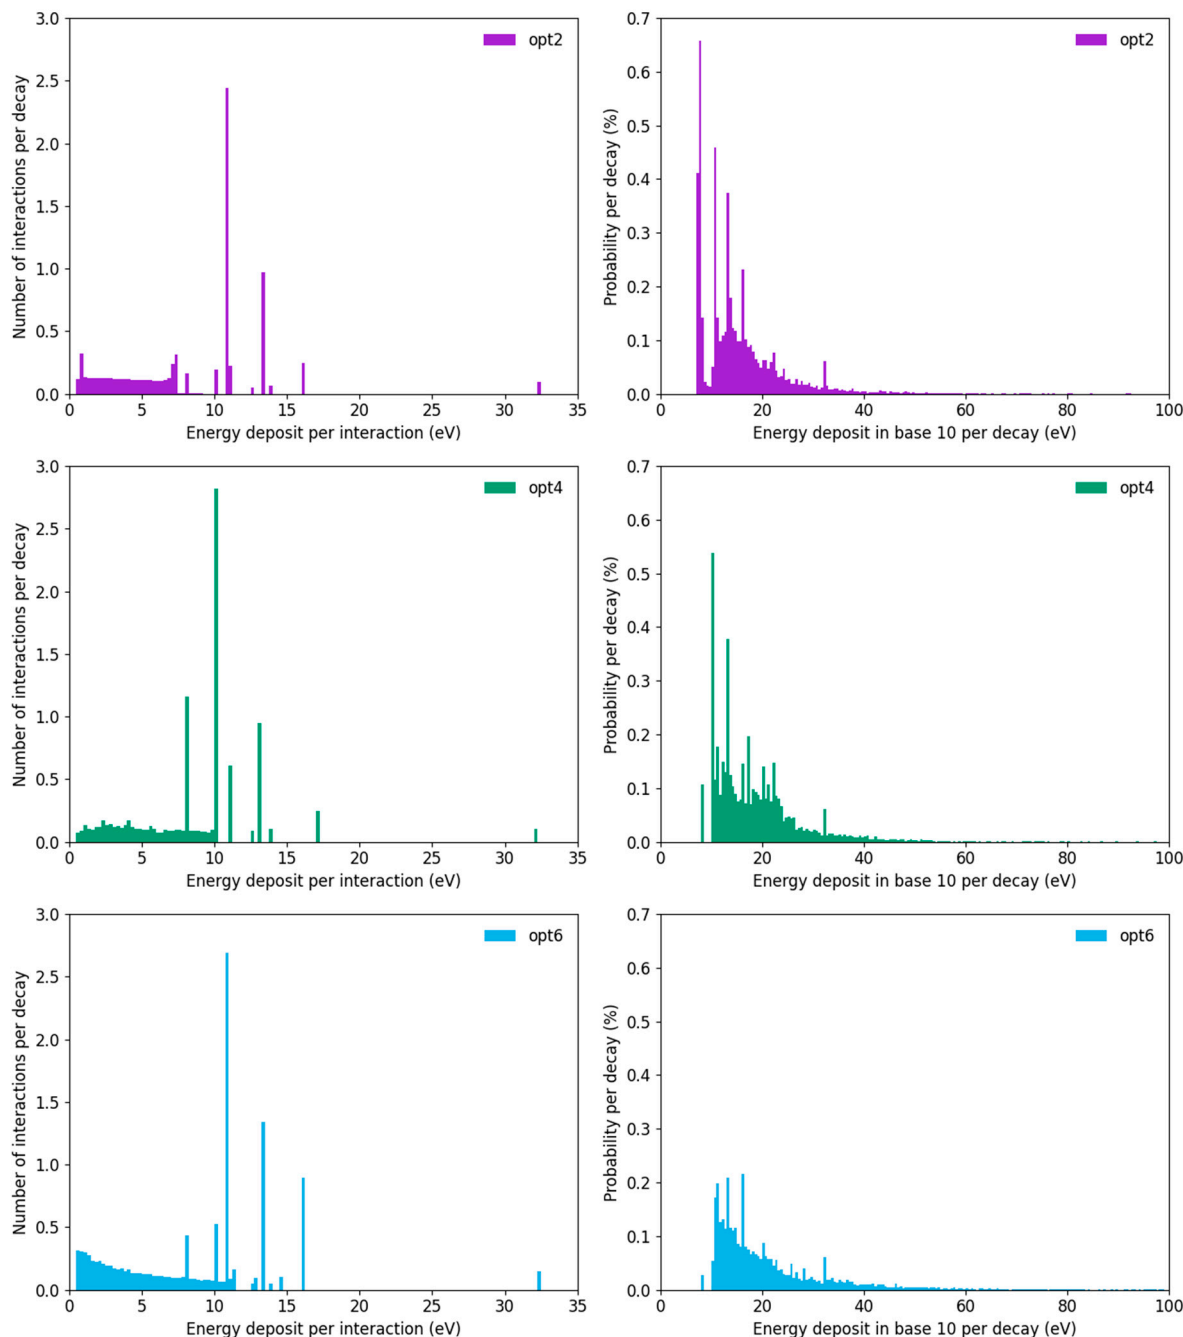 opt2
Number of interactions per decay
3.0
2.5
2.0
1.5
1.0
0.5
0.0
0 5 10 15 20 25 30 35
Energy deposit per interaction (eV)
opt2
Probability per decay (%)
0.7
0.6
0.5
0.4
0.3
0.2
0.1
0.0
0 20 40 60 80 100
Energy deposit in base 10 per decay (eV)
opt4
Number of interactions per decay
3.0
2.5
2.0
1.5
1.0
0.5
0.0
0 5 10 15 20 25 30 35
Energy deposit per interaction (eV)
opt4
Probability per decay (%)
0.7
0.6
0.5
0.4
0.3
0.2
0.1
0.0
0 20 40 60 80 100
Energy deposit in base 10 per decay (eV)
opt6
Number of interactions per decay
3.0
2.5
2.0
1.5
1.0
0.5
0.0
0 5 10 15 20 25 30 35
Energy deposit per interaction (eV)
opt6
Probability per decay (%)
0.7
0.6
0.5
0.4
0.3
0.2
0.1
0.0
0 20 40 60 80 100
Energy deposit in base 10 per decay (eV)